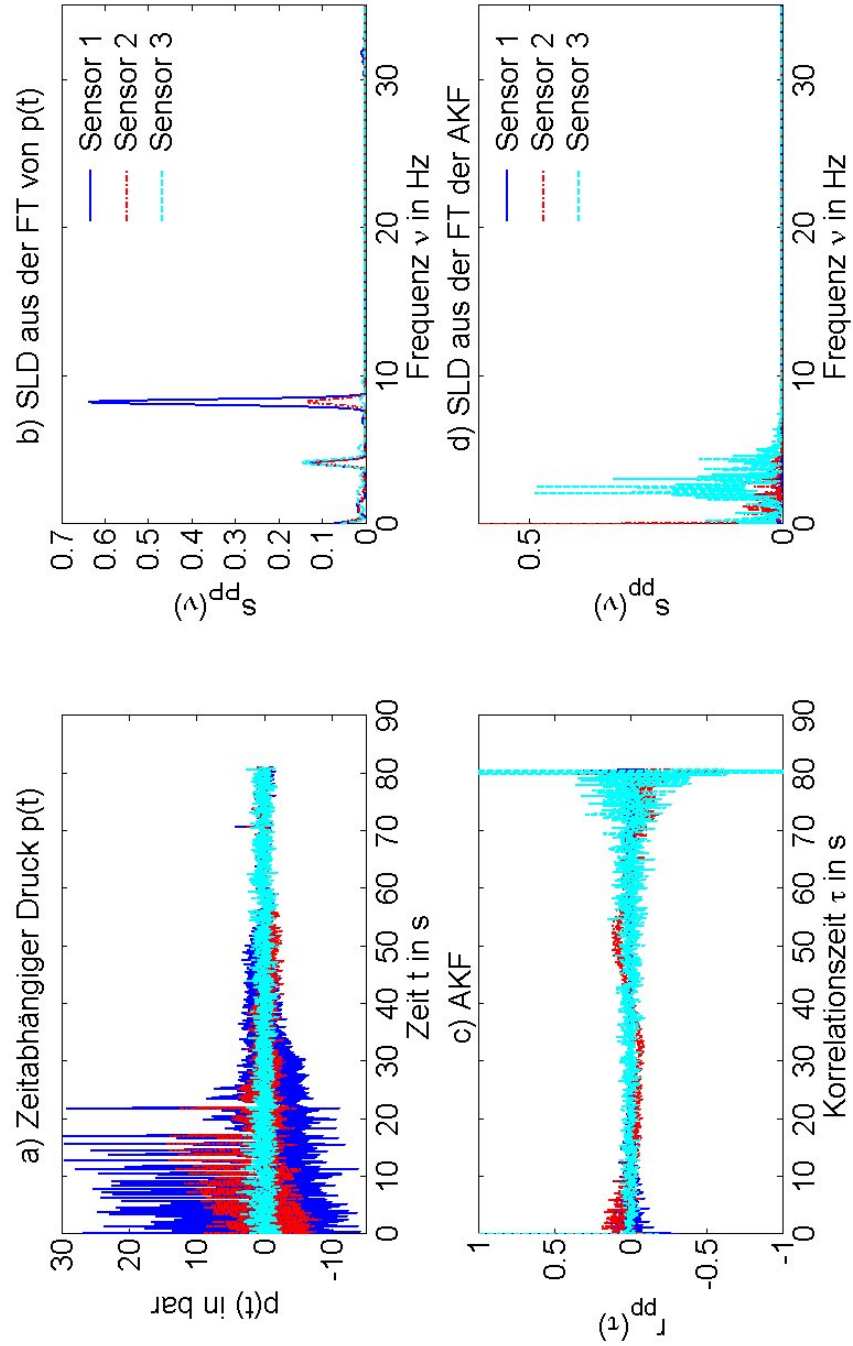 a) Zeitabhängiger Druck p(t)
p(t) in bar
30
20
10
0
-10
0 10 20 30 40 50 60 70 80 90
Zeit t in s
b) SLD aus der FT von p(t)
s_PP(ν)
0.7
0.6
0.5
0.4
0.3
0.2
0.1
0
Sensor 1
Sensor 2
Sensor 3
0 10 20 30
Frequenz ν in Hz
c) AKF
r_pp(τ)
1
0.5
0
-0.5
-1
0 10 20 30 40 50 60 70 80 90
Korrelationszeit τ in s
d) SLD aus der FT der AKF
s_pp(ν)
0.5
0
Sensor 1
Sensor 2
Sensor 3
0 10 20 30
Frequenz ν in Hz